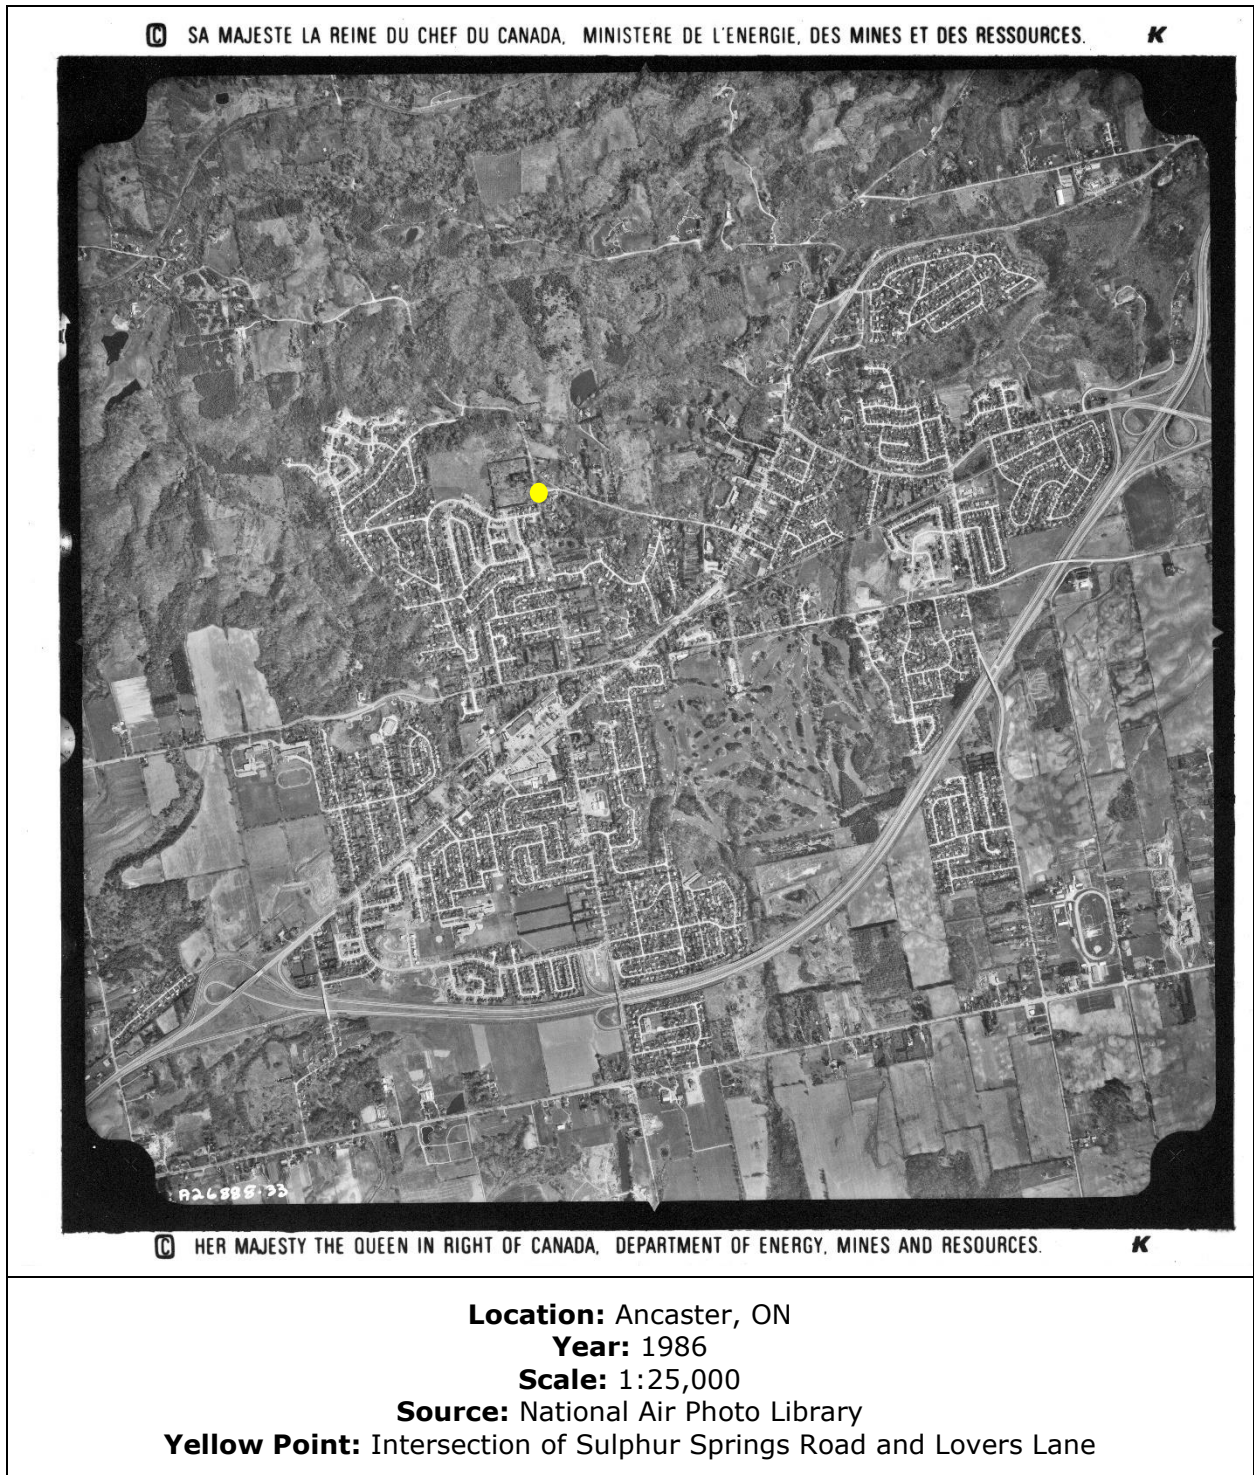 © SA MAJESTE LA REINE DU CHEF DU CANADA, MINISTERE DE L'ENERGIE, DES MINES ET DES RESSOURCES. K
A26888-33
© HER MAJESTY THE QUEEN IN RIGHT OF CANADA, DEPARTMENT OF ENERGY, MINES AND RESOURCES. K
Location: Ancaster, ON
Year: 1986
Scale: 1:25,000
Source: National Air Photo Library
Yellow Point: Intersection of Sulphur Springs Road and Lovers Lane